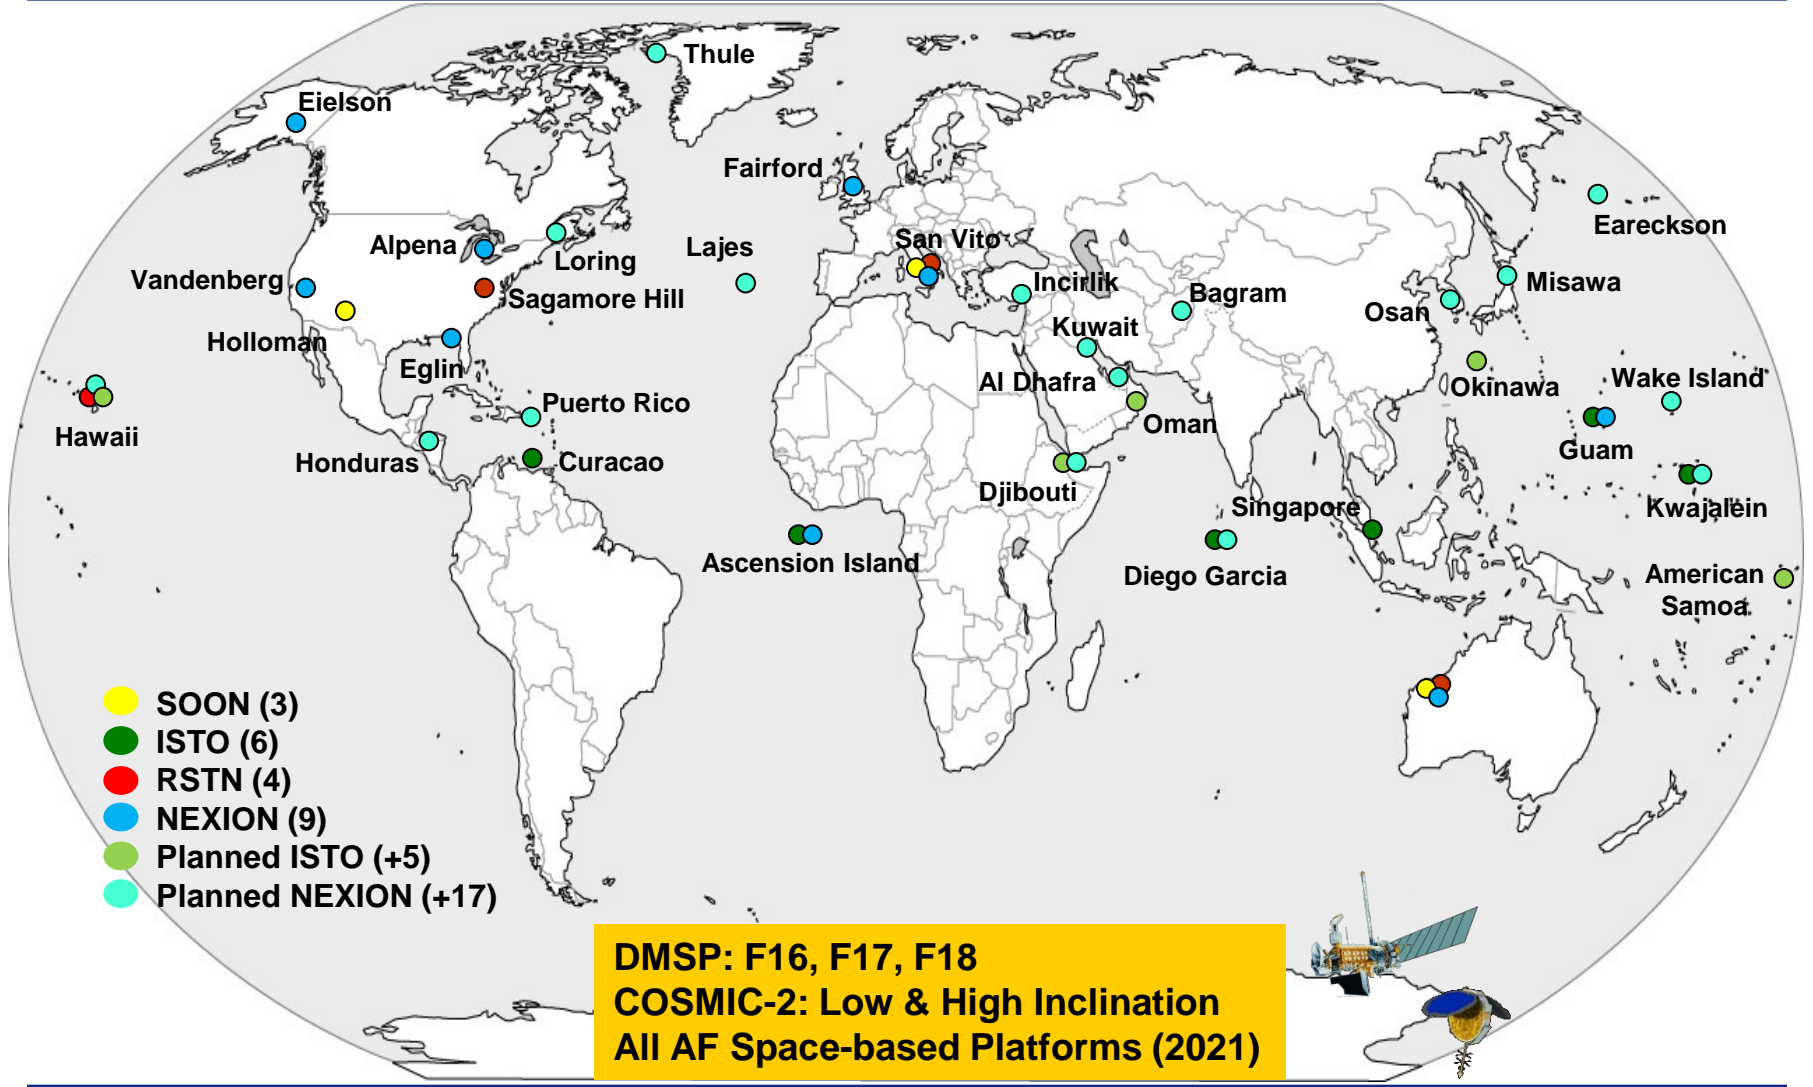 Thule
Eielson
Fairford
Eareckson
San Vito
Alpena
Lajes
Loring
Vandenberg
Incirlik
Misawa
Bagram
Sagamore Hill
Osan
Kuwait
Holloman
Eglin
Al Dhafra
Okinawa
Wake Island
Puerto Rico
Oman
Hawaii
Guam
Honduras
Curacao
Djibouti
Singapore
Kwajalein
Ascension Island
Diego Garcia
American
Samoa
SOON (3)
ISTO (6)
RSTN (4)
NEXION (9)
Planned ISTO (+5)
Planned NEXION (+17)
DMSP: F16, F17, F18
COSMIC-2: Low & High Inclination
All AF Space-based Platforms (2021)